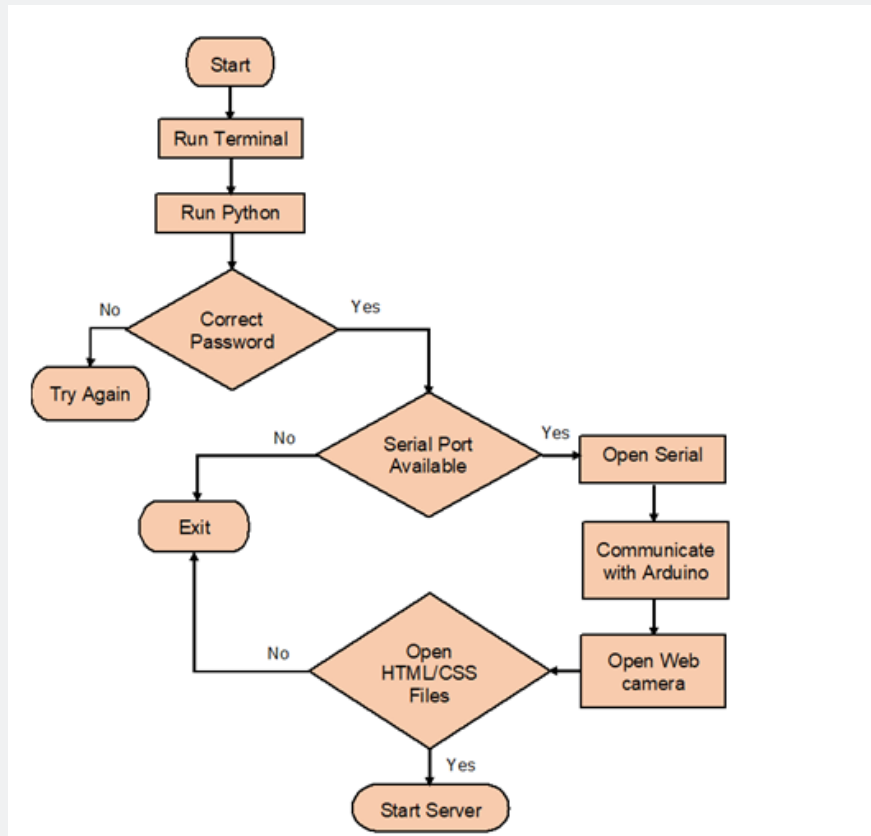 Start
Run Terminal
Run Python
No
Yes
Correct
Password
Try Again
No
Serial Port
Available
Yes
Open Serial
Exit
Communicate
with Arduino
No
Open
HTML/CSS
Files
Open Web
camera
Yes
Start Server